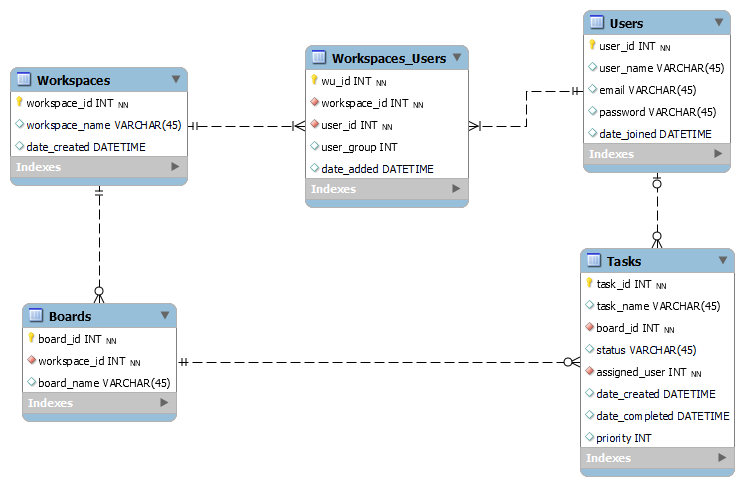 Workspaces
workspace_id INT NN
workspace_name VARCHAR(45)
date_created DATETIME
Indexes
Workspaces_Users
wu_id INT NN
workspace_id INT NN
user_id INT NN
user_group INT
date_added DATETIME
Indexes
Users
user_id INT NN
user_name VARCHAR(45)
email VARCHAR(45)
password VARCHAR(45)
date_joined DATETIME
Indexes
Boards
board_id INT NN
workspace_id INT NN
board_name VARCHAR(45)
Indexes
Tasks
task_id INT NN
task_name VARCHAR(45)
board_id INT NN
status VARCHAR(45)
assigned_user INT NN
date_created DATETIME
date_completed DATETIME
priority INT
Indexes